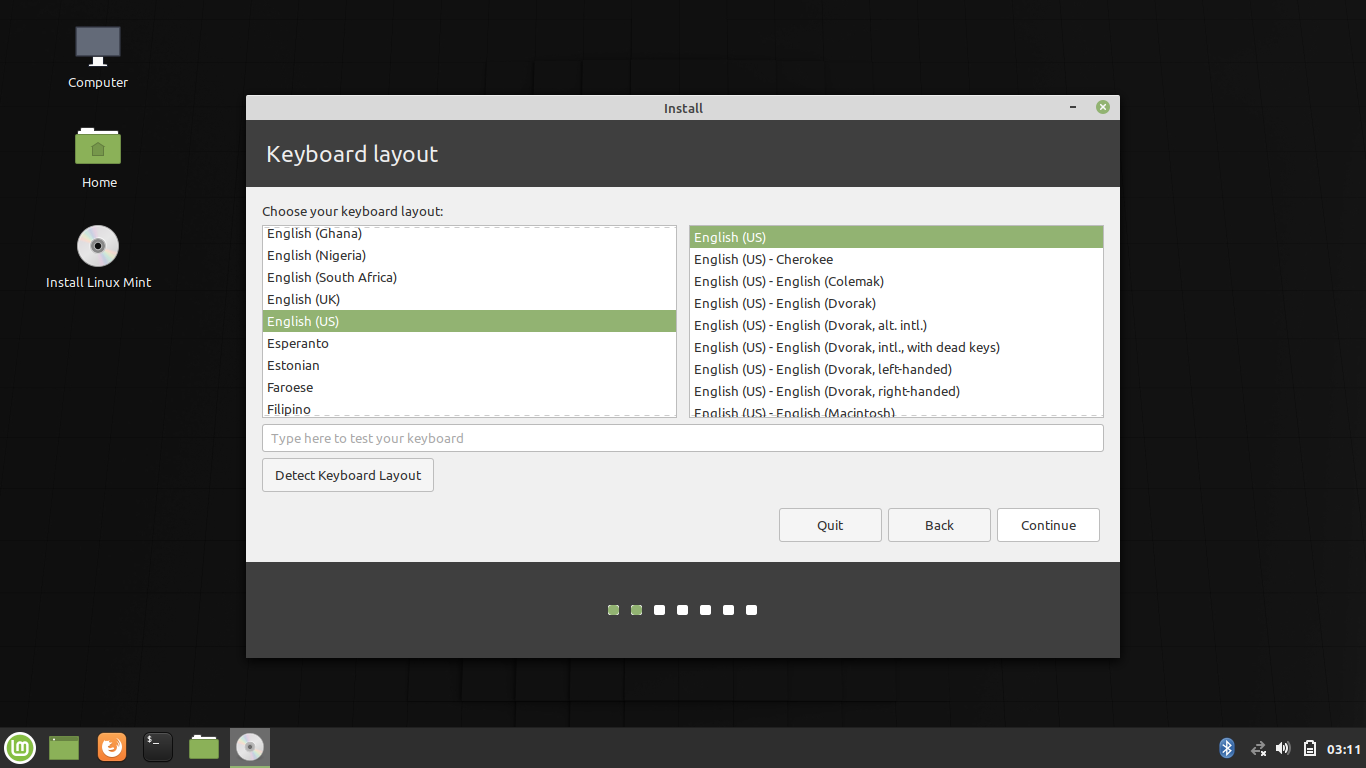 Computer
Home
Install Linux Mint
Install
Keyboard layout
Choose your keyboard layout:
English (Ghana)
English (Nigeria)
English (South Africa)
English (UK)
English (US)
Esperanto
Estonian
Faroese
Filipino
English (US)
English (US) - Cherokee
English (US) - English (Colemak)
English (US) - English (Dvorak)
English (US) - English (Dvorak, alt. intl.)
English (US) - English (Dvorak, intl., with dead keys)
English (US) - English (Dvorak, left-handed)
English (US) - English (Dvorak, right-handed)
English (US) - English (Macintosh)
Type here to test your keyboard
Detect Keyboard Layout
Quit
Back
Continue
$_
03:11